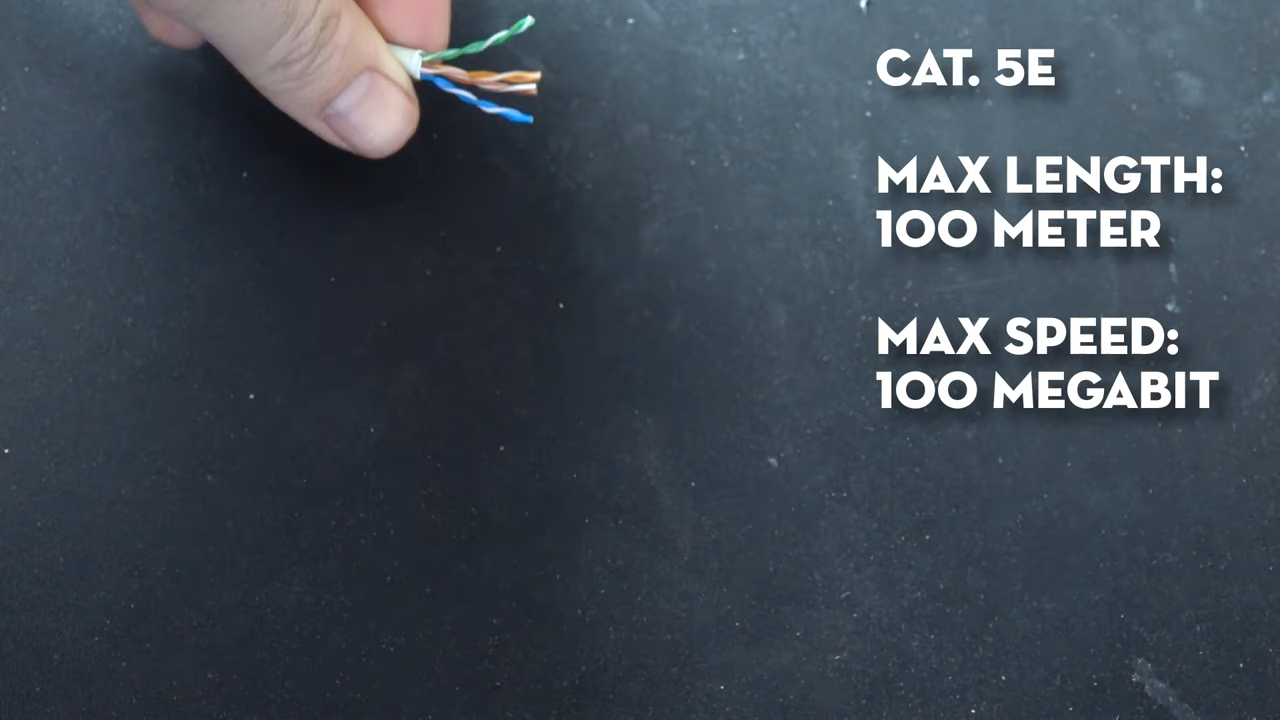 CAT. 5E
MAX LENGTH:
100 METER
MAX SPEED:
100 MEGABIT